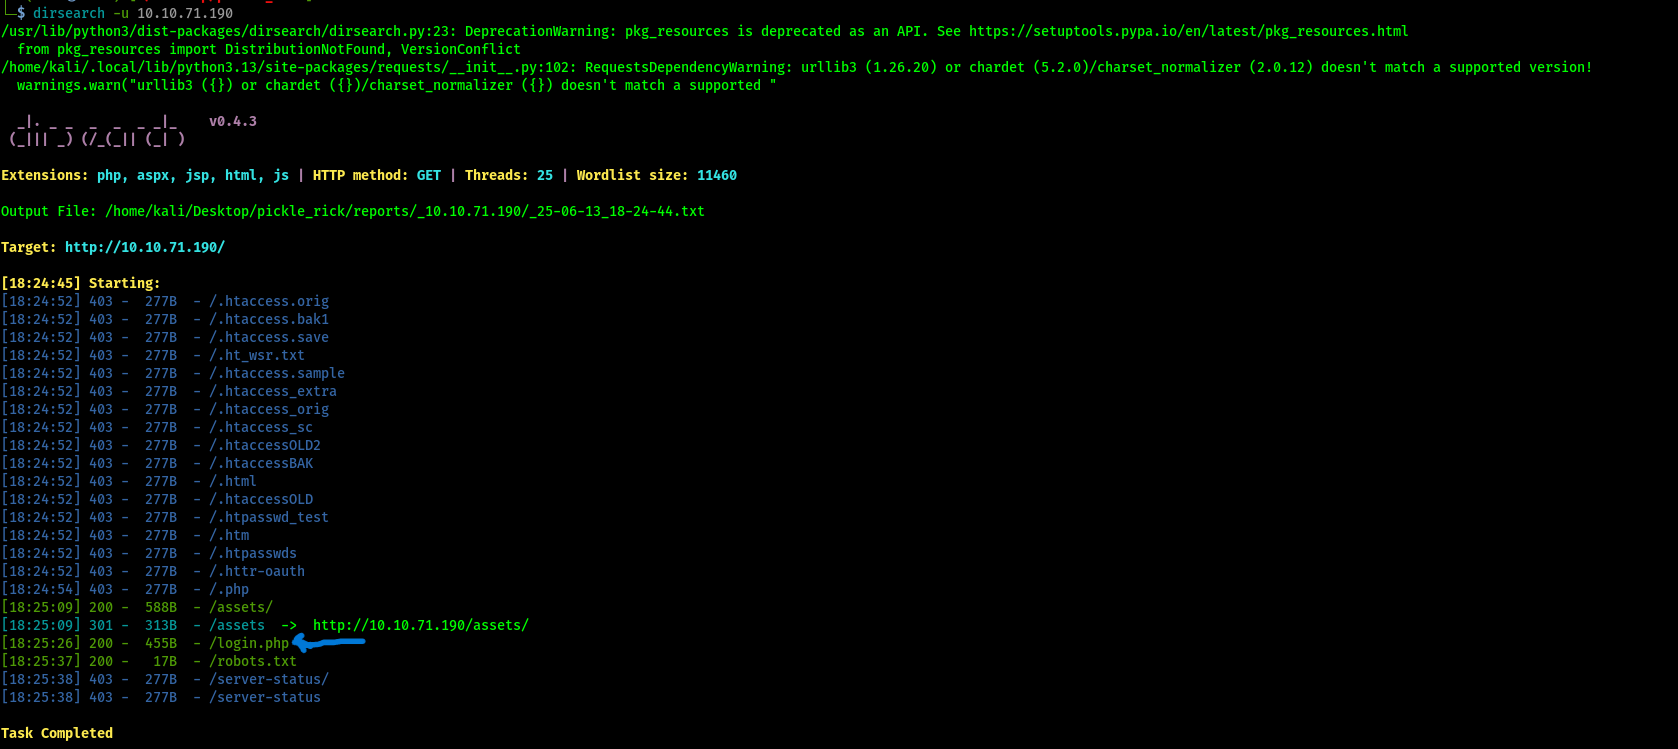 └─$ dirsearch -u 10.10.71.190
/usr/lib/python3/dist-packages/dirsearch/dirsearch.py:23: DeprecationWarning: pkg_resources is deprecated as an API. See https://setuptools.pypa.io/en/latest/pkg_resources.html
  from pkg_resources import DistributionNotFound, VersionConflict
/home/kali/.local/lib/python3.13/site-packages/requests/__init__.py:102: RequestsDependencyWarning: urllib3 (1.26.20) or chardet (5.2.0)/charset_normalizer (2.0.12) doesn't match a supported version!
  warnings.warn("urllib3 ({}) or chardet ({})/charset_normalizer ({}) doesn't match a supported "
  _|. _ _  _  _  _ _|_    v0.4.3
 (_||| _) (/_(_|| (_| )
Extensions: php, aspx, jsp, html, js | HTTP method: GET | Threads: 25 | Wordlist size: 11460
Output File: /home/kali/Desktop/pickle_rick/reports/_10.10.71.190/_25-06-13_18-24-44.txt
Target: http://10.10.71.190/
[18:24:45] Starting:
[18:24:52] 403 -  277B  - /.htaccess.orig
[18:24:52] 403 -  277B  - /.htaccess.bak1
[18:24:52] 403 -  277B  - /.htaccess.save
[18:24:52] 403 -  277B  - /.ht_wsr.txt
[18:24:52] 403 -  277B  - /.htaccess.sample
[18:24:52] 403 -  277B  - /.htaccess_extra
[18:24:52] 403 -  277B  - /.htaccess_orig
[18:24:52] 403 -  277B  - /.htaccess_sc
[18:24:52] 403 -  277B  - /.htaccessOLD2
[18:24:52] 403 -  277B  - /.htaccessBAK
[18:24:52] 403 -  277B  - /.html
[18:24:52] 403 -  277B  - /.htaccessOLD
[18:24:52] 403 -  277B  - /.htpasswd_test
[18:24:52] 403 -  277B  - /.htm
[18:24:52] 403 -  277B  - /.htpasswds
[18:24:52] 403 -  277B  - /.httr-oauth
[18:24:54] 403 -  277B  - /.php
[18:25:09] 200 -  588B  - /assets/
[18:25:09] 301 -  313B  - /assets  ->  http://10.10.71.190/assets/
[18:25:26] 200 -  455B  - /login.php
[18:25:37] 200 -   17B  - /robots.txt
[18:25:38] 403 -  277B  - /server-status/
[18:25:38] 403 -  277B  - /server-status
Task Completed